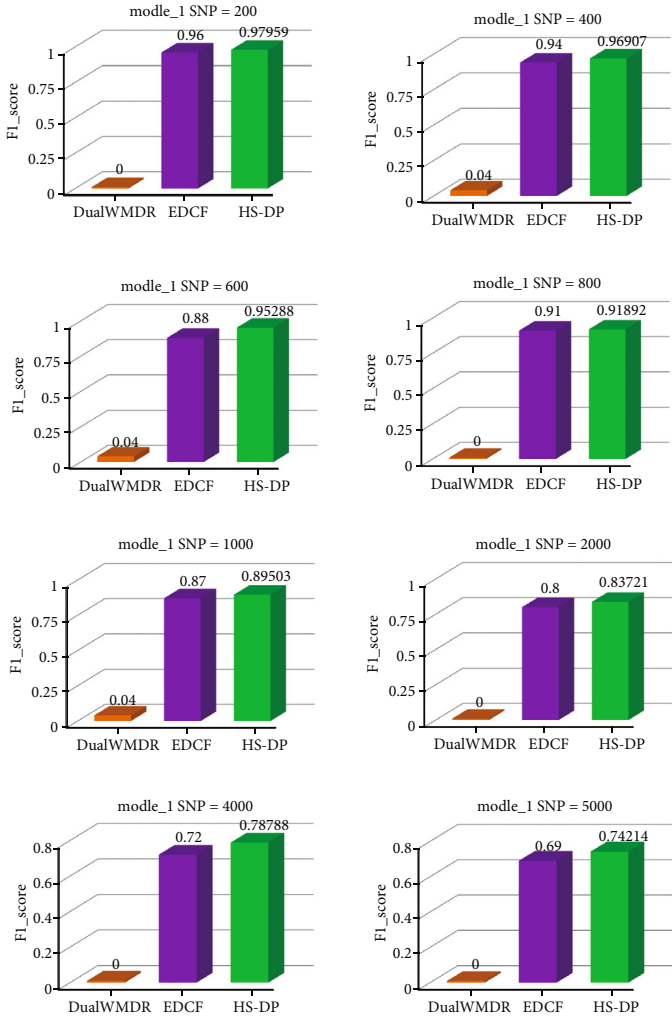 modle_1 SNP = 200
F1_score
1
0.75
0.5
0.25
0
0
0.96
0.97959
DualWMDR EDCF HS-DP
modle_1 SNP = 400
F1_score
1
0.75
0.5
0.25
0
0.04
0.94
0.96907
DualWMDR EDCF HS-DP
modle_1 SNP = 600
F1_score
1
0.75
0.5
0.25
0
0.04
0.88
0.95288
DualWMDR EDCF HS-DP
modle_1 SNP = 800
F1_score
1
0.75
0.5
0.25
0
0
0.91
0.91892
DualWMDR EDCF HS-DP
modle_1 SNP = 1000
F1_score
1
0.75
0.5
0.25
0
0.04
0.87
0.89503
DualWMDR EDCF HS-DP
modle_1 SNP = 2000
F1_score
1
0.75
0.5
0.25
0
0
0.8
0.83721
DualWMDR EDCF HS-DP
modle_1 SNP = 4000
F1_score
0.8
0.6
0.4
0.2
0
0
0.72
0.78788
DualWMDR EDCF HS-DP
modle_1 SNP = 5000
F1_score
0.8
0.6
0.4
0.2
0
0
0.69
0.74214
DualWMDR EDCF HS-DP